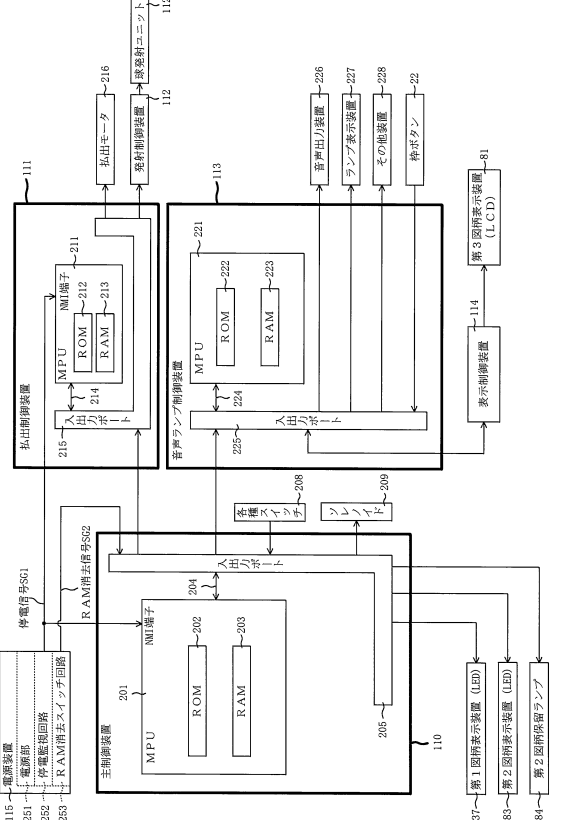 115
電源装置
251
電源部
252
停電監視回路
253
RAM消去スイッチ回路
停電信号SG1
RAM消去信号SG2
主制御装置
110
201
MPU
NMI端子
ROM
202
RAM
203
204
205
入出力ポート
各種スイッチ
208
ソレノイド
209
37
第1図柄表示装置(LED)
83
第2図柄表示装置(LED)
84
第2図柄保留ランプ
払出制御装置
111
211
MPU
NMI端子
ROM
212
RAM
213
214
215
入出力ポート
払出モータ
216
発射制御装置
112
球発射ユニット
音声ランプ制御装置
113
221
MPU
ROM
222
RAM
223
224
225
入出力ポート
音声出力装置
226
ランプ表示装置
227
その他装置
228
枠ボタン
22
表示制御装置
114
第3図柄表示装置
(LCD)
81